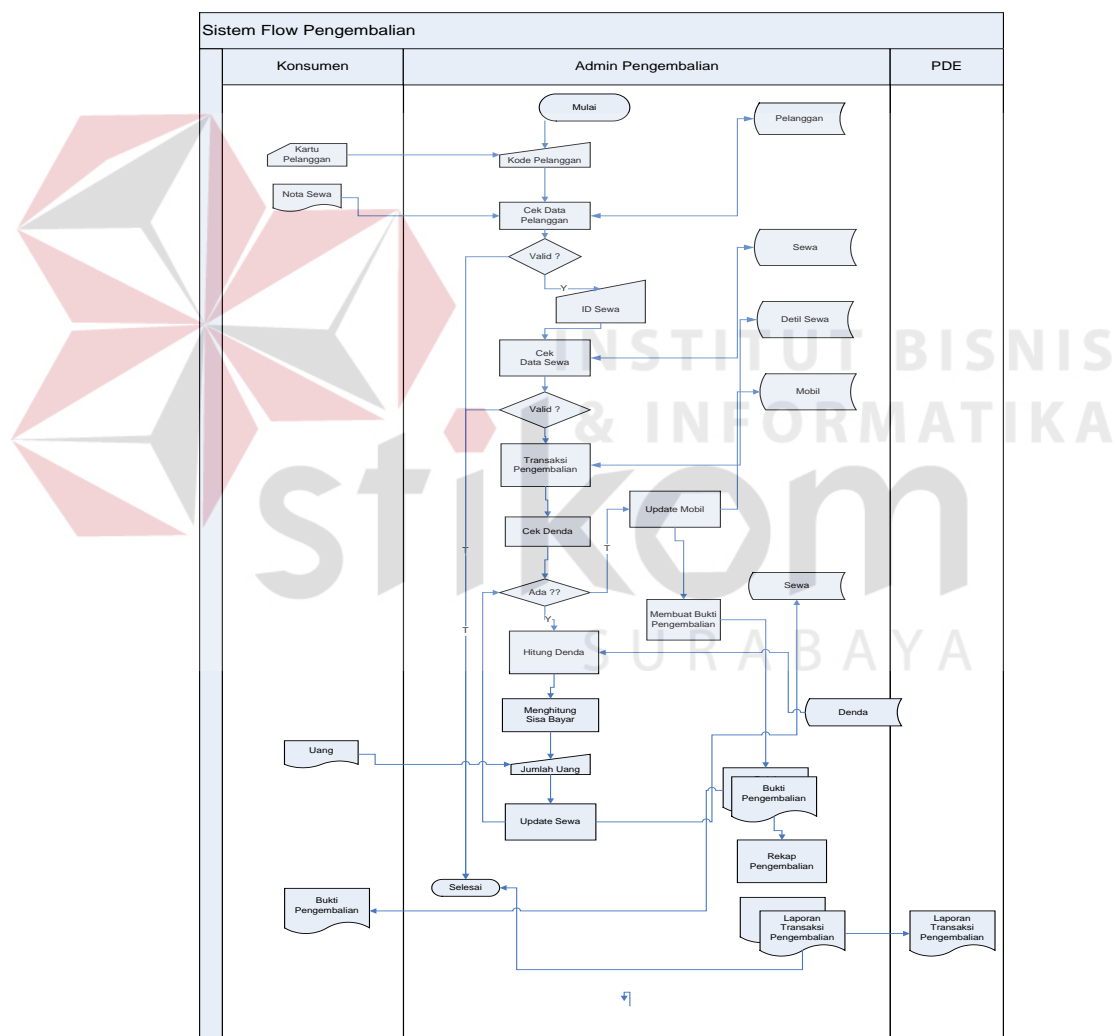 Sistem Flow Pengembalian
Konsumen
Admin Pengembalian
PDE
Mulai
Pelanggan
Kartu
Pelanggan
Kode Pelanggan
Nota Sewa
Cek Data
Pelanggan
Valid ?
Sewa
Y
ID Sewa
Detil Sewa
Cek
Data Sewa
INSTITUT BISNIS
& INFORMATIKA
Mobil
Valid ?
Transaksi
Pengembalian
stikom
Update Mobil
Cek Denda
T
T
Ada ??
Sewa
Membuat Bukti
Pengembalian
Y
T
SURABAYA
Hitung Denda
Menghitung
Sisa Bayar
Denda
Uang
Jumlah Uang
Bukti
Pengembalian
Update Sewa
Rekap
Pengembalian
Selesai
Bukti
Pengembalian
Laporan
Transaksi
Pengembalian
Laporan
Transaksi
Pengembalian